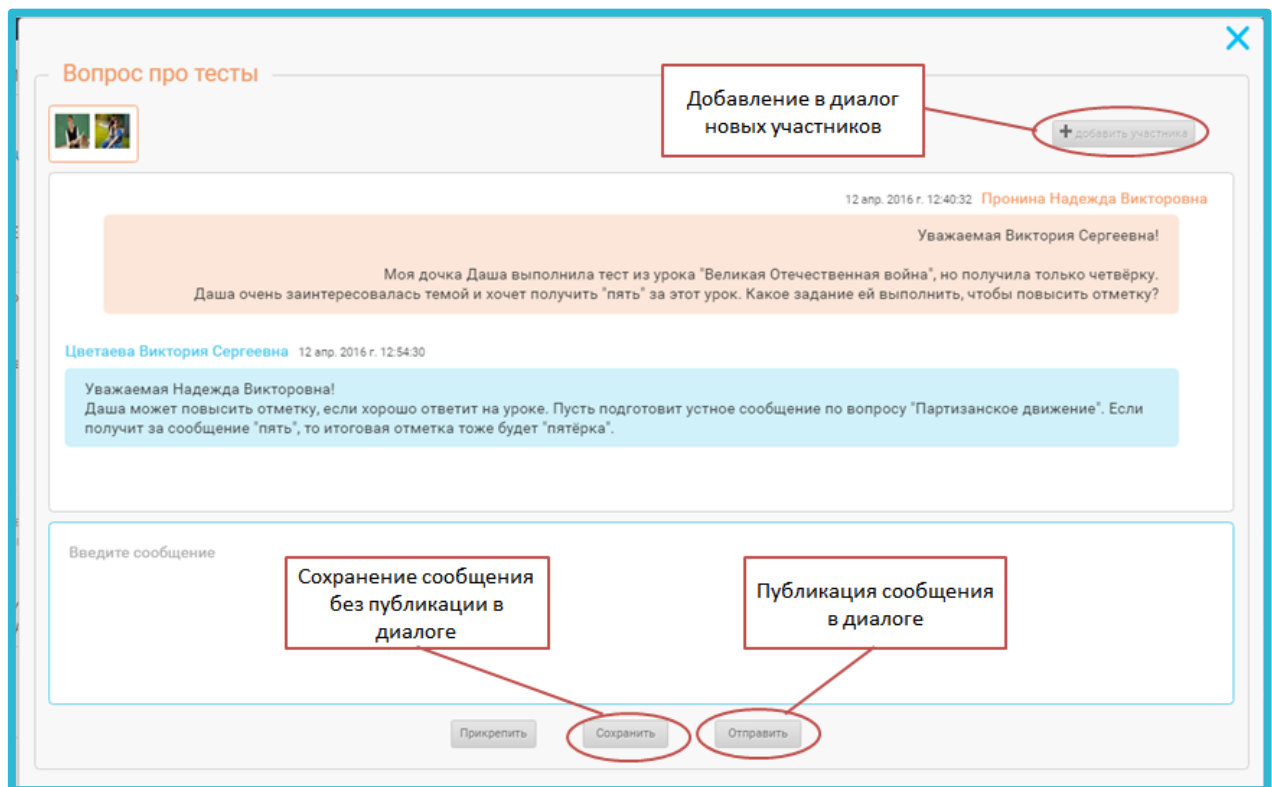 Вопрос про тесты
Добавление в диалог
новых участников
добавить участника
12 апр. 2016 г. 12:40:32 Пронина Надежда Викторовна
Уважаемая Виктория Сергеевна!
Моя дочка Даша выполнила тест из урока "Великая Отечественная война", но получила только четвёрку.
Даша очень заинтересовалась темой и хочет получить "пять" за этот урок. Какое задание ей выполнить, чтобы повысить отметку?
Цветаева Виктория Сергеевна 12 апр. 2016 г. 12:54:30
Уважаемая Надежда Викторовна!
Даша может повысить отметку, если хорошо ответит на уроке. Пусть подготовит устное сообщение по вопросу "Партизанское движение". Если
получит за сообщение "пять", то итоговая отметка тоже будет "пятёрка".
Введите сообщение
Сохранение сообщения
без публикации в
диалоге
Публикация сообщения
в диалоге
Прикрепить
Сохранить
Отправить